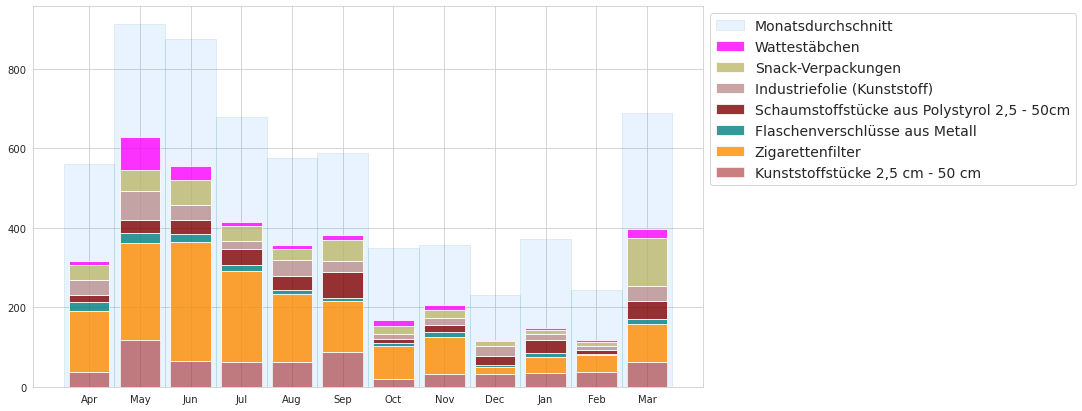 800
600
400
200
0
Apr May Jun Jul Aug Sep Oct Nov Dec Jan Feb Mar
Monatsdurchschnitt
Wattestäbchen
Snack-Verpackungen
Industriefolie (Kunststoff)
Schaumstoffstücke aus Polystyrol 2,5 - 50cm
Flaschenverschlüsse aus Metall
Zigarettenfilter
Kunststoffstücke 2,5 cm - 50 cm